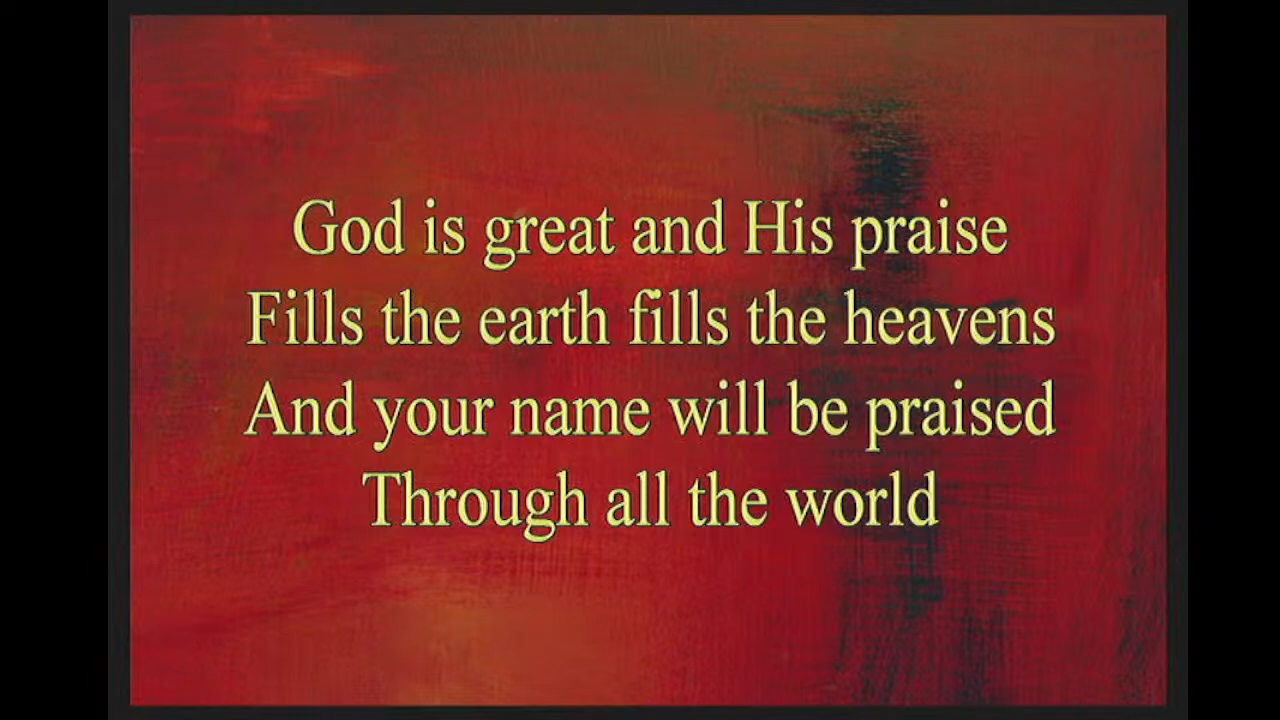 God is great and His praise
Fills the earth fills the heavens
And your name will be praised
Through all the world